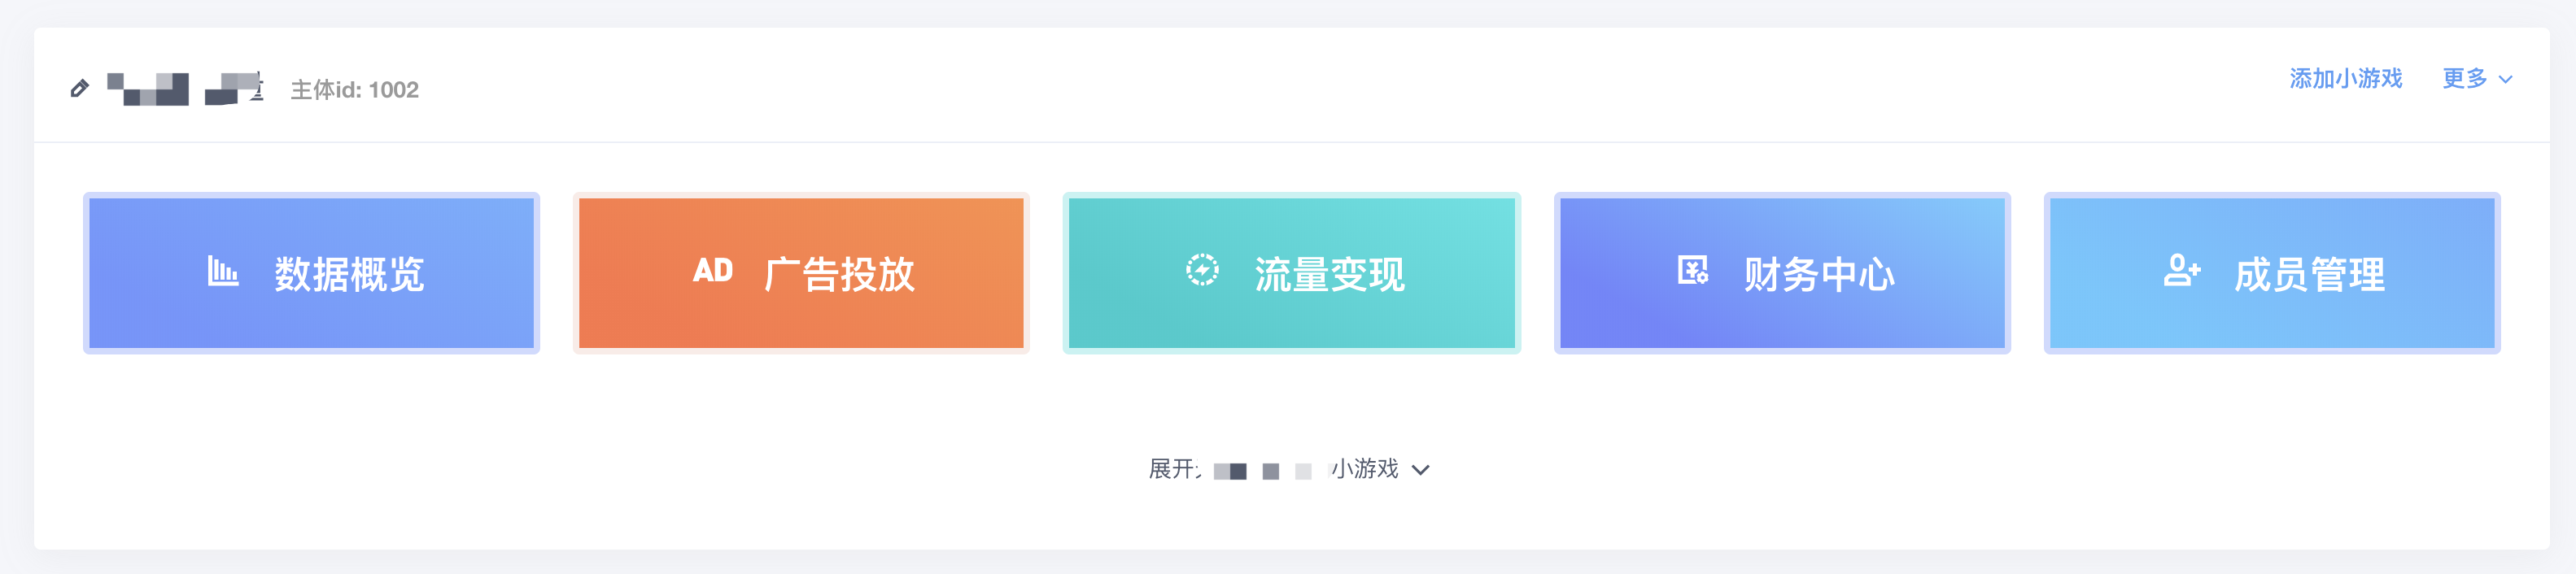 主体id: 1002
添加小游戏 更多
数据概览
AD 广告投放
流量变现
财务中心
成员管理
展开 小游戏